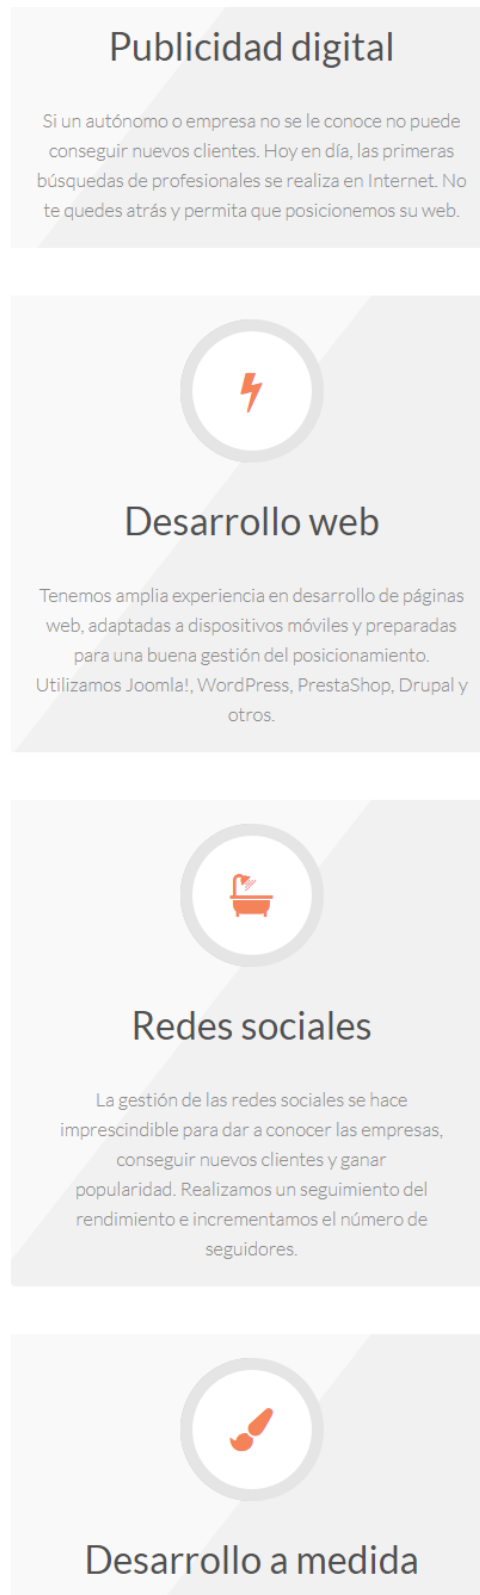 Publicidad digital
Si un autónomo o empresa no se le conoce no puede
conseguir nuevos clientes. Hoy en día, las primeras
búsquedas de profesionales se realiza en Internet. No
te quedes atrás y permita que posicionemos su web.
Desarrollo web
Tenemos amplia experiencia en desarrollo de páginas
web, adaptadas a dispositivos móviles y preparadas
para una buena gestión del posicionamiento.
Utilizamos Joomla!, WordPress, PrestaShop, Drupal y
otros.
Redes sociales
La gestión de las redes sociales se hace
imprescindible para dar a conocer las empresas,
conseguir nuevos clientes y ganar
popularidad. Realizamos un seguimiento del
rendimiento e incrementamos el número de
seguidores.
Desarrollo a medida